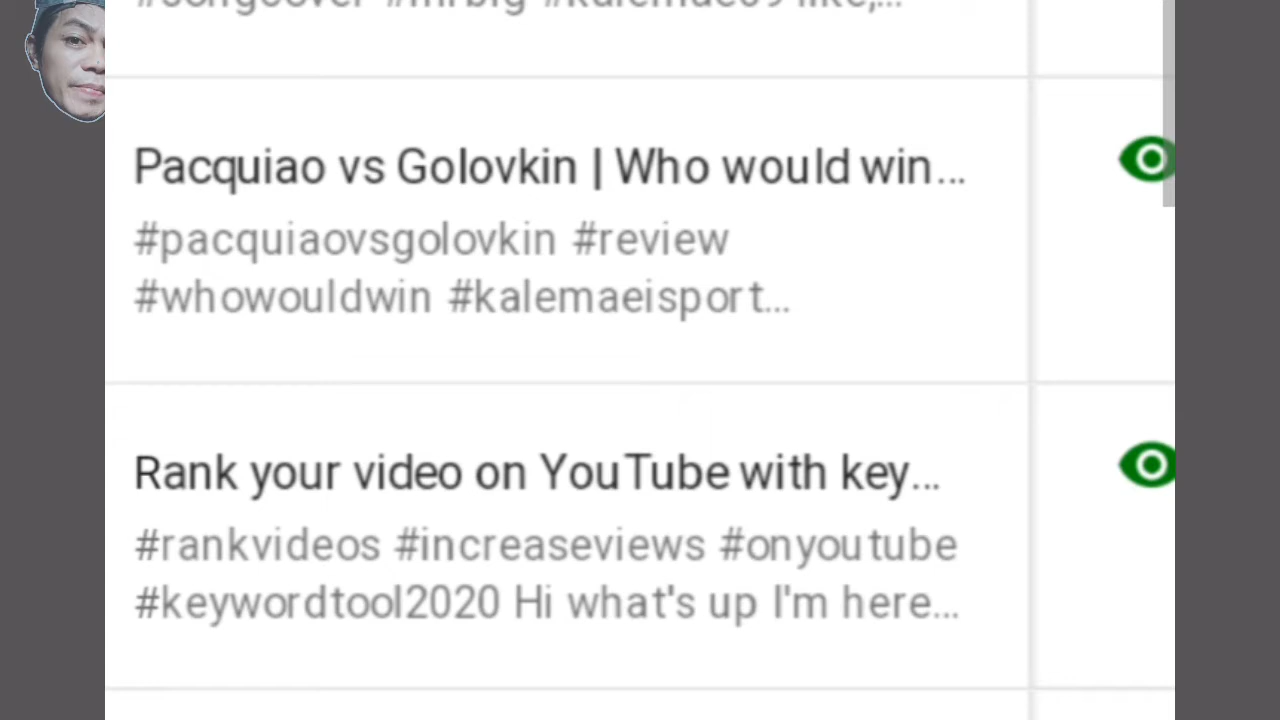 #songcover #mrbig #kalemae09 like,...
Pacquiao vs Golovkin | Who would win...
#pacquiaovsgolovkin #review
#whowouldwin #kalemaeisport...
Rank your video on YouTube with key...
#rankvideos #increaseviews #onyoutube
#keywordtool2020 Hi what's up I'm here...